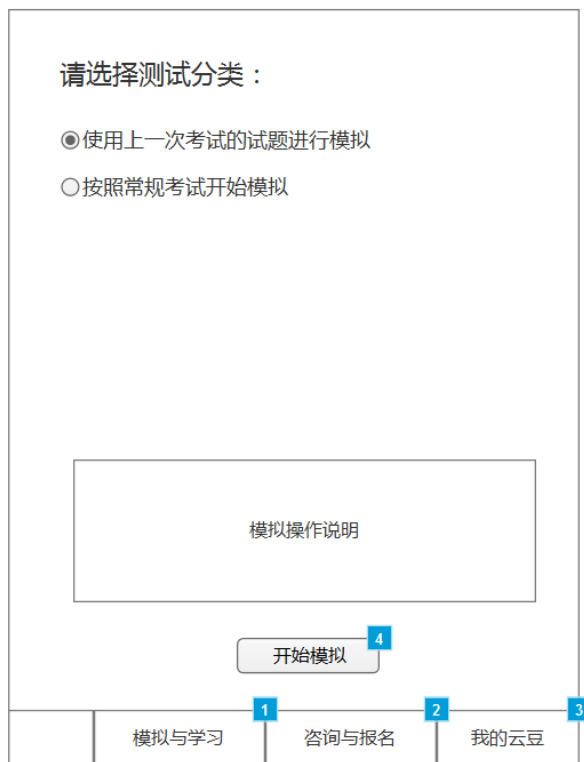 请选择测试分类：
使用上一次考试的试题进行模拟
按照常规考试开始模拟
模拟操作说明
4
开始模拟
1 2 3
模拟与学习 咨询与报名 我的云豆